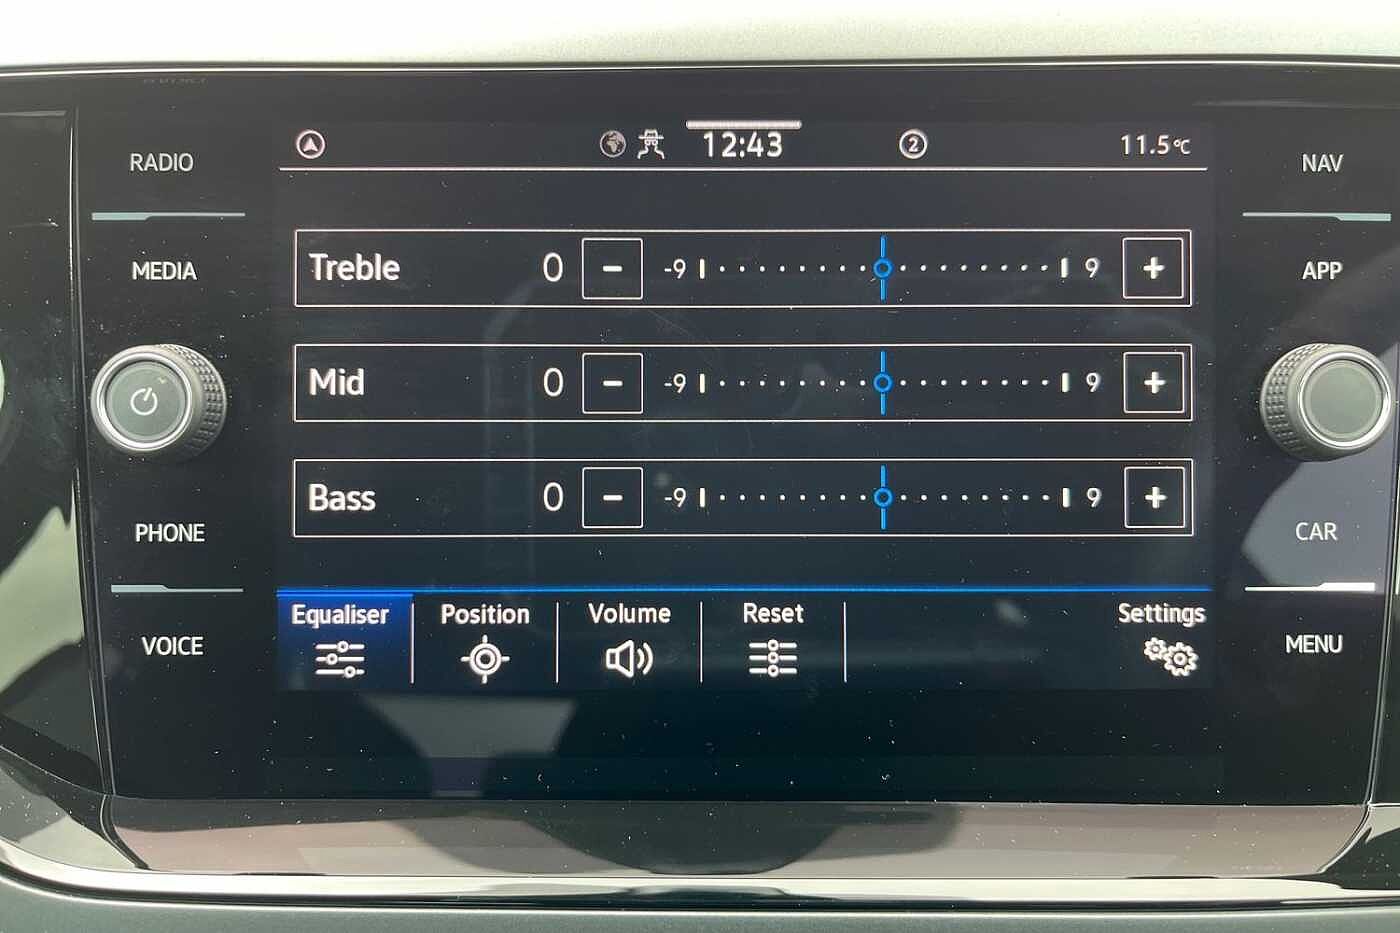 RADIO
MEDIA
PHONE
VOICE
12:43
2
11.5°C
Treble 0 - -9 9 +
Mid 0 - -9 9 +
Bass 0 - -9 9 +
Equaliser Position Volume Reset Settings
NAV
APP
CAR
MENU